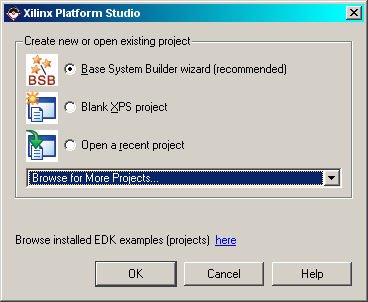 Xilinx Platform Studio
Create new or open existing project
BSB
Base System Builder wizard (recommended)
Blank XPS project
Open a recent project
Browse for More Projects...
Browse installed EDK examples (projects) here
OK Cancel Help